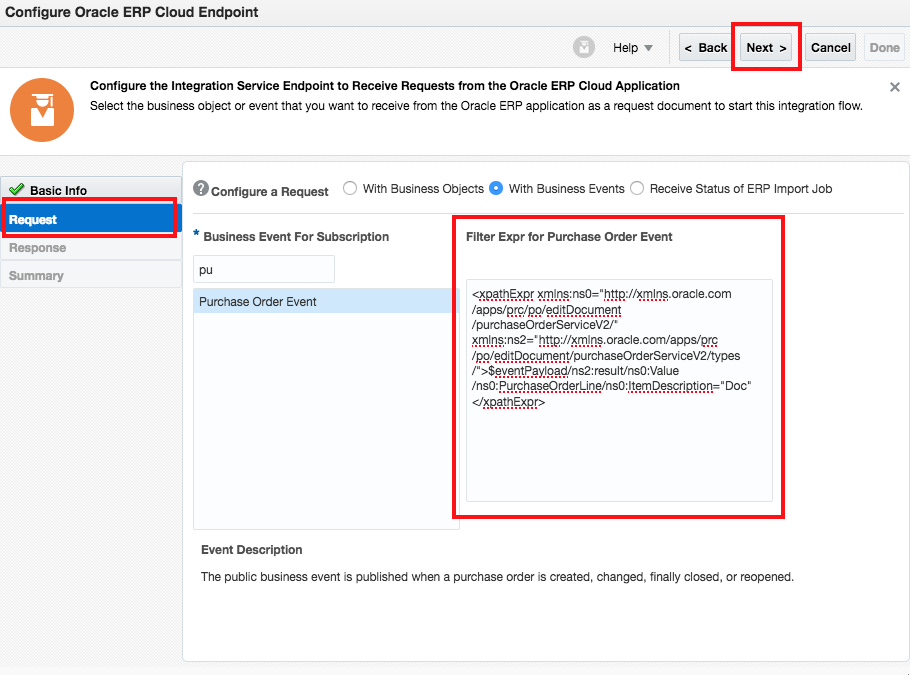 Configure Oracle ERP Cloud Endpoint
Help
< Back
Next >
Cancel
Done
Configure the Integration Service Endpoint to Receive Requests from the Oracle ERP Cloud Application
Select the business object or event that you want to receive from the Oracle ERP application as a request document to start this integration flow.
Basic Info
Request
Response
Summary
? Configure a Request
With Business Objects
With Business Events
Receive Status of ERP Import Job
* Business Event For Subscription
pu
Purchase Order Event
Filter Expr for Purchase Order Event
<xpathExpr xmlns:ns0="http://xmlns.oracle.com
/apps/prc/po/editDocument
/purchaseOrderServiceV2/"
xmlns:ns2="http://xmlns.oracle.com/apps/prc
/po/editDocument/purchaseOrderServiceV2/types
/">$eventPayload/ns2:result/ns0:Value
/ns0:PurchaseOrderLine/ns0:ItemDescription="Doc"
</xpathExpr>
Event Description
The public business event is published when a purchase order is created, changed, finally closed, or reopened.